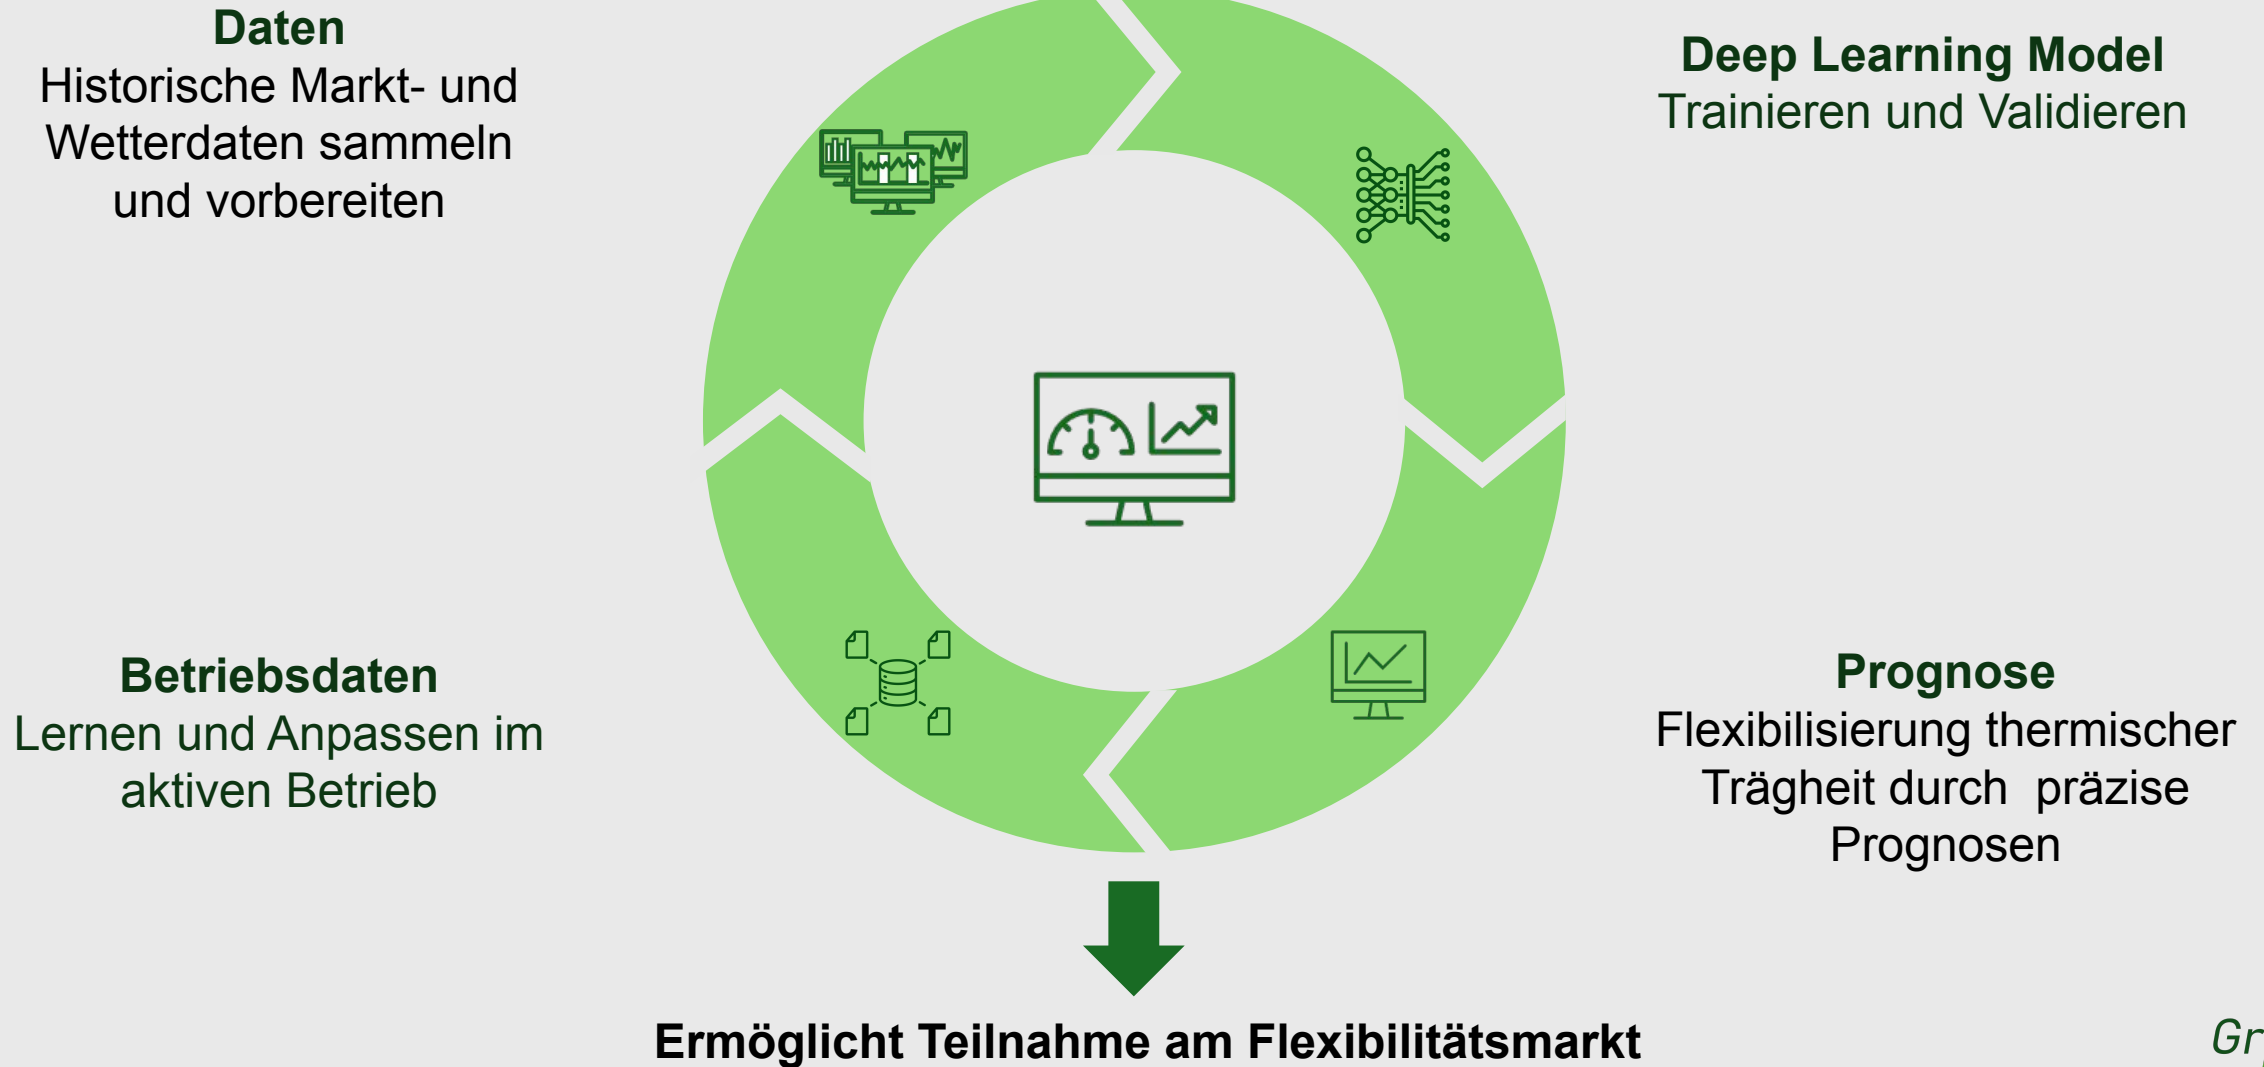 Daten
Historische Markt- und
Wetterdaten sammeln
und vorbereiten
Deep Learning Model
Trainieren und Validieren
Betriebsdaten
Lernen und Anpassen im
aktiven Betrieb
Prognose
Flexibilisierung thermischer
Trägheit durch  präzise
Prognosen
Ermöglicht Teilnahme am Flexibilitätsmarkt